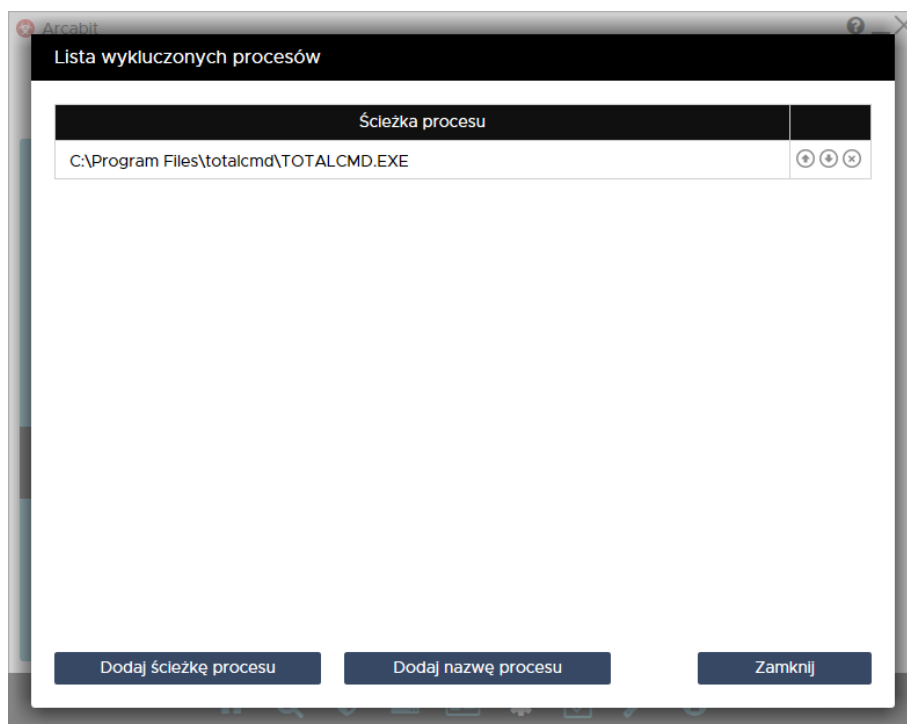 Arcabit
Lista wykluczonych procesów
Ścieżka procesu
C:\Program Files\totalcmd\TOTALCMD.EXE
Dodaj ścieżkę procesu
Dodaj nazwę procesu
Zamknij